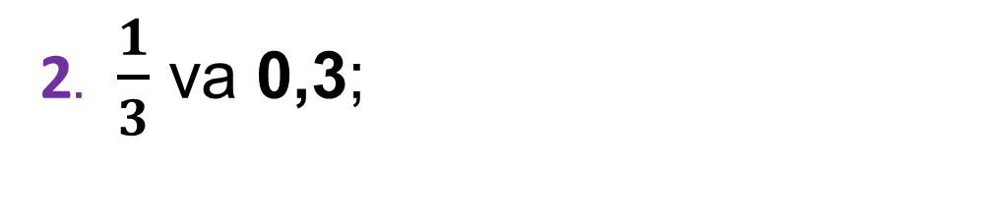 2. 1/3 va 0,3;